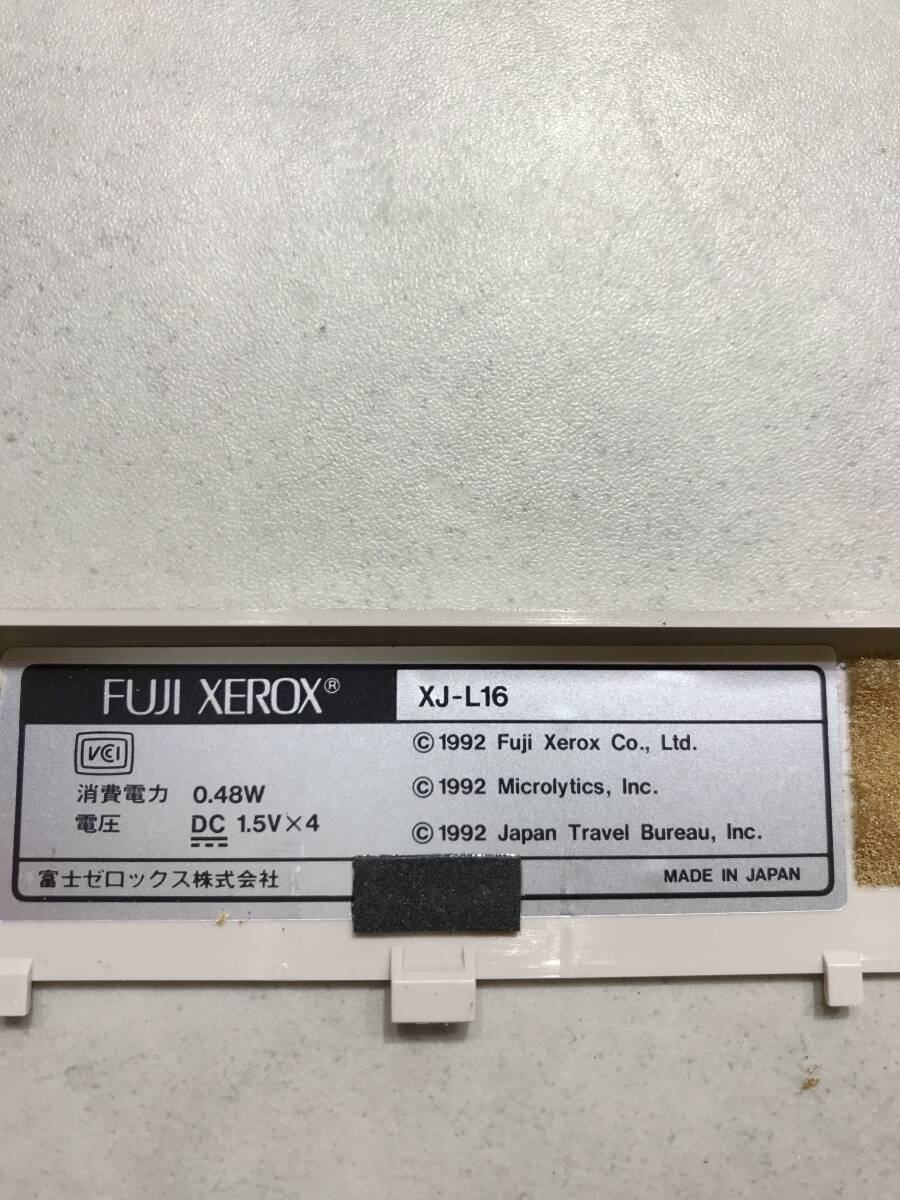 FUJI XEROX®
XJ-L16
VCI
© 1992 Fuji Xerox Co., Ltd.
© 1992 Microlytics, Inc.
© 1992 Japan Travel Bureau, Inc.
消費電力 0.48W
電圧 DC 1.5V×4
富士ゼロックス株式会社
MADE IN JAPAN